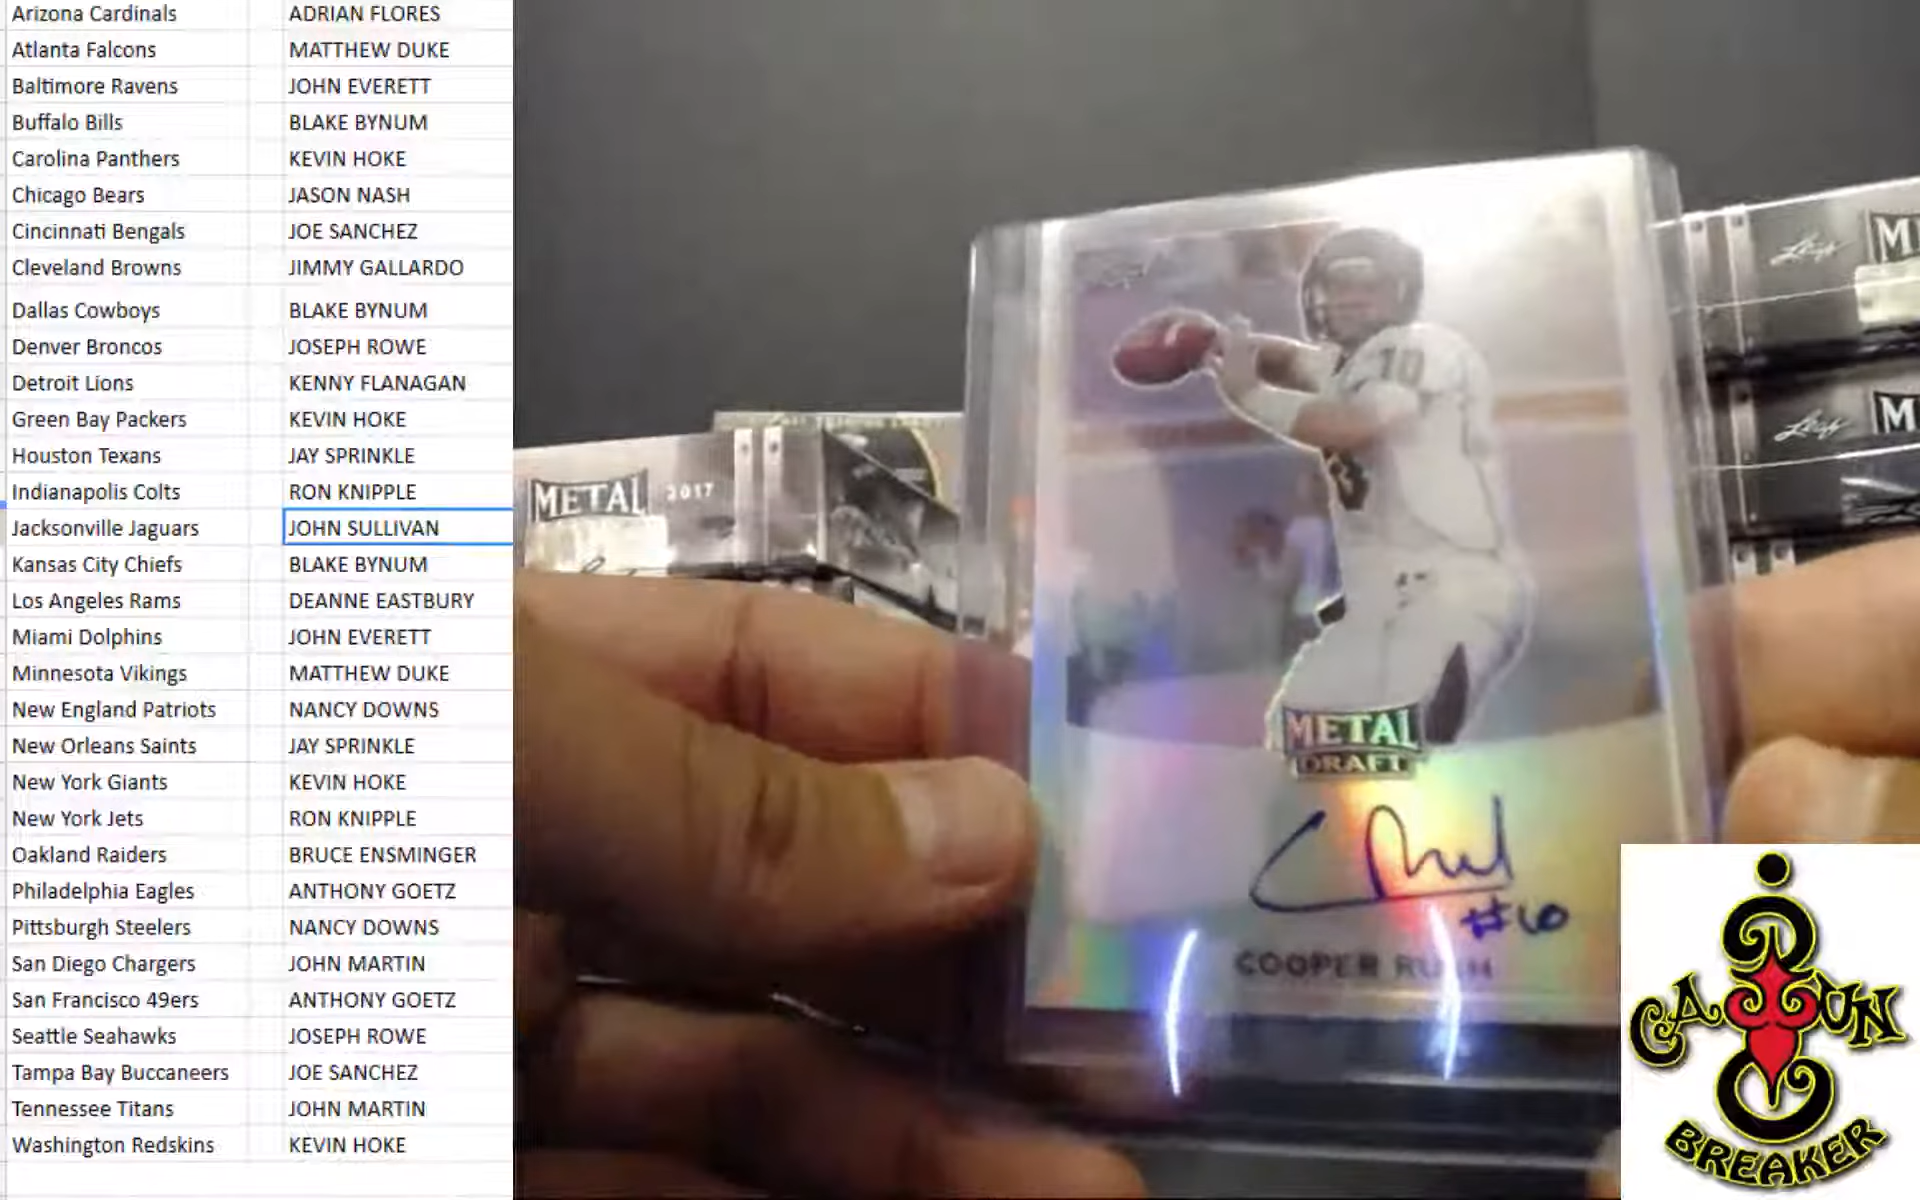 Arizona Cardinals ADRIAN FLORES
Atlanta Falcons MATTHEW DUKE
Baltimore Ravens JOHN EVERETT
Buffalo Bills BLAKE BYNUM
Carolina Panthers KEVIN HOKE
Chicago Bears JASON NASH
Cincinnati Bengals JOE SANCHEZ
Cleveland Browns JIMMY GALLARDO
Dallas Cowboys BLAKE BYNUM
Denver Broncos JOSEPH ROWE
Detroit Lions KENNY FLANAGAN
Green Bay Packers KEVIN HOKE
Houston Texans JAY SPRINKLE
Indianapolis Colts RON KNIPPLE
Jacksonville Jaguars JOHN SULLIVAN
Kansas City Chiefs BLAKE BYNUM
Los Angeles Rams DEANNE EASTBURY
Miami Dolphins JOHN EVERETT
Minnesota Vikings MATTHEW DUKE
New England Patriots NANCY DOWNS
New Orleans Saints JAY SPRINKLE
New York Giants KEVIN HOKE
New York Jets RON KNIPPLE
Oakland Raiders BRUCE ENSMINGER
Philadelphia Eagles ANTHONY GOETZ
Pittsburgh Steelers NANCY DOWNS
San Diego Chargers JOHN MARTIN
San Francisco 49ers ANTHONY GOETZ
Seattle Seahawks JOSEPH ROWE
Tampa Bay Buccaneers JOE SANCHEZ
Tennessee Titans JOHN MARTIN
Washington Redskins KEVIN HOKE
METAL 2017
10
METAL
DRAFT
#10
COOPER RUSH
Leaf M
Leaf M
CAJUN
BREAKER